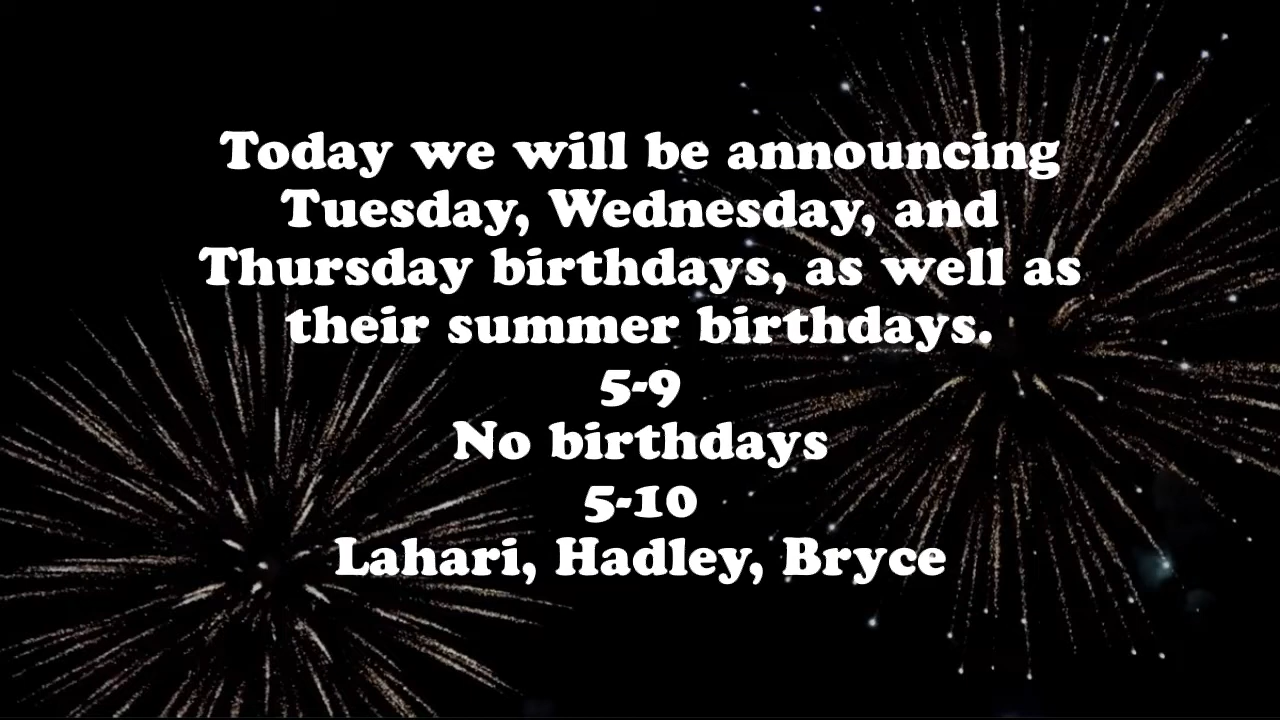 Today we will be announcing
Tuesday, Wednesday, and
Thursday birthdays, as well as
their summer birthdays.
5-9
No birthdays
5-10
Lahari, Hadley, Bryce